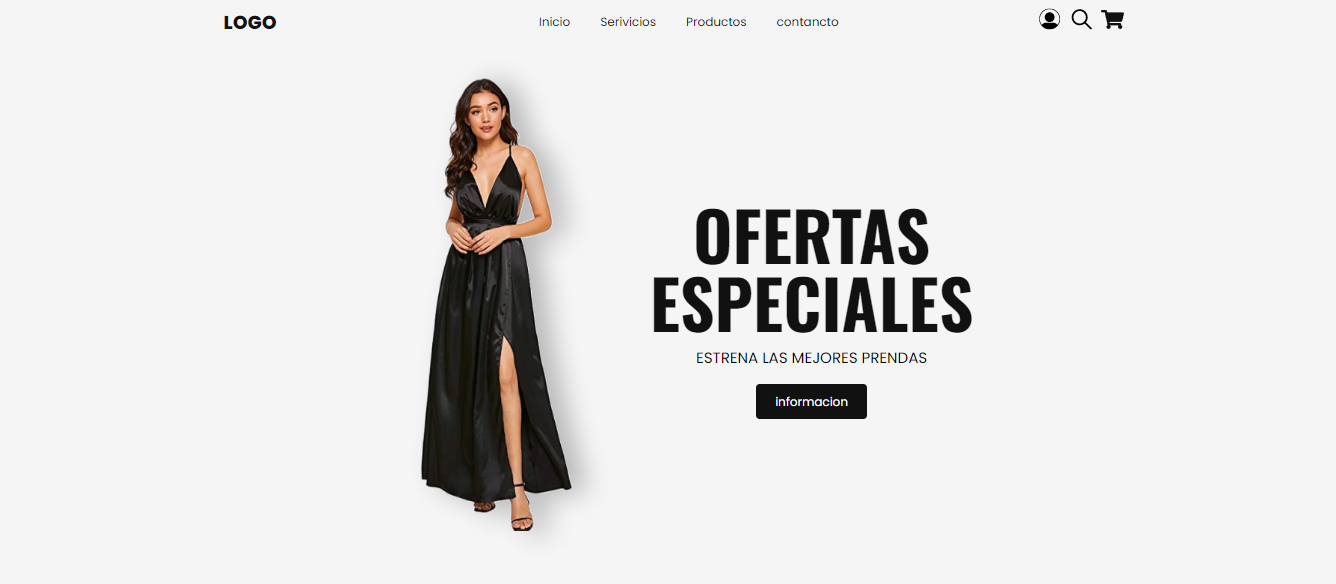 LOGO
Inicio
Serivicios
Productos
contancto
OFERTAS
ESPECIALES
ESTRENA LAS MEJORES PRENDAS
informacion